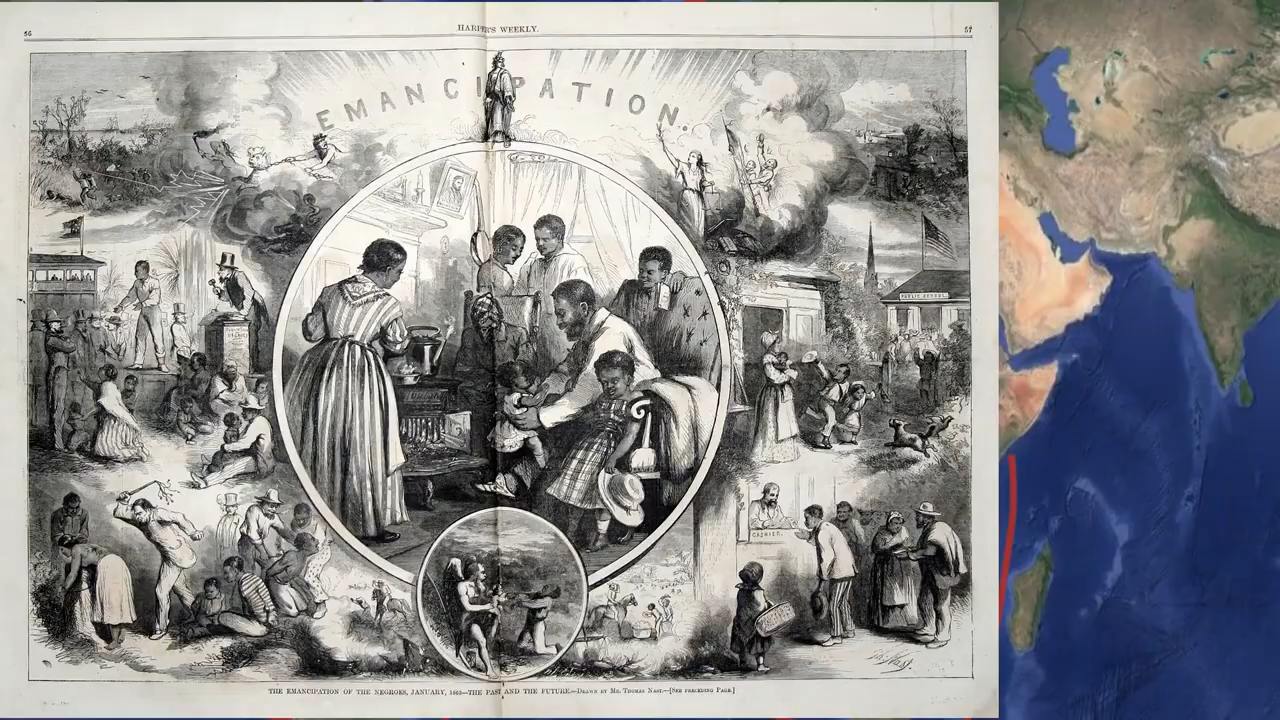 56
HARPER'S WEEKLY.
57
EMANCIPATION.
PUBLIC SCHOOL
CASHIER.
THE EMANCIPATION OF THE NEGROES, JANUARY, 1863—THE PAST AND THE FUTURE.—Drawn by Mr. Thomas Nast.—[See preceding Page.]